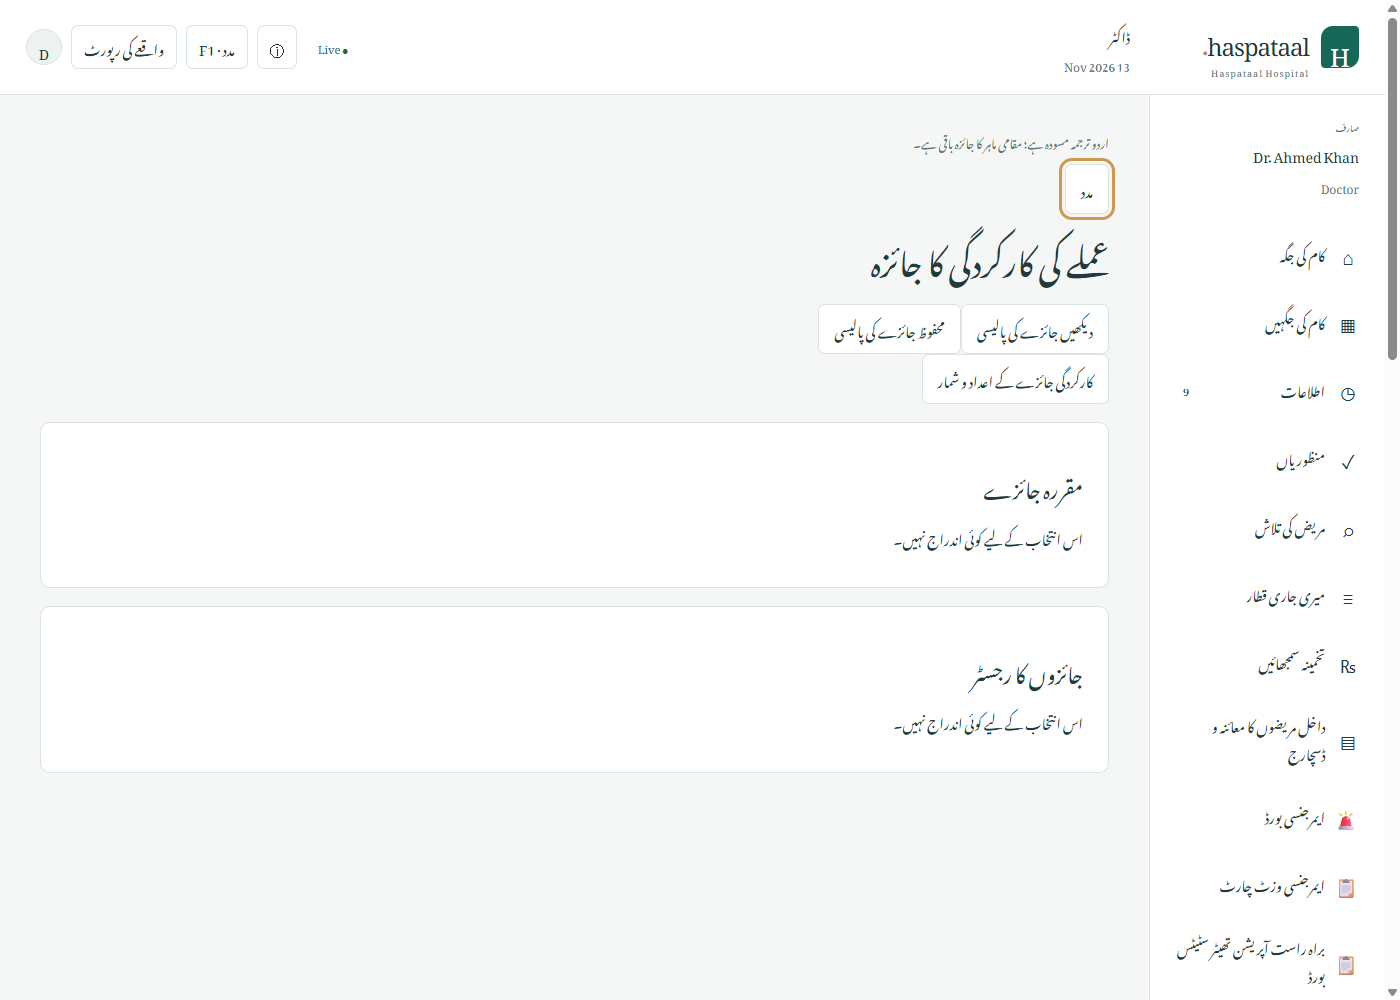 H
haspataal.
Haspataal Hospital
ڈاکٹر
13 Nov 2026
Live
ⓘ
مدد F1۰
واقعے کی رپورٹ
D
صارف
Dr. Ahmed Khan
Doctor
کام کی جگہ
کام کی جگہیں
اطلاعات
9
منظوریاں
مریض کی تلاش
میری جاری قطار
Rs تخمینہ سمجھائیں
داخل مریضوں کا معائنہ و
ڈسچارج
ایمرجنسی بورڈ
ایمرجنسی وزٹ چارٹ
براہ راست آپریشن تھیٹر سٹیٹس
بورڈ
اردو ترجمہ مسودہ ہے؛ مقامی ماہر کا جائزہ باقی ہے۔
مدد
عملے کی کارکردگی کا جائزہ
دیکھیں جائزے کی پالیسی
محفوظ جائزے کی پالیسی
کارکردگی جائزے کے اعداد و شمار
مقررہ جائزے
اس انتخاب کے لیے کوئی اندراج نہیں۔
جائزوں کا رجسٹر
اس انتخاب کے لیے کوئی اندراج نہیں۔